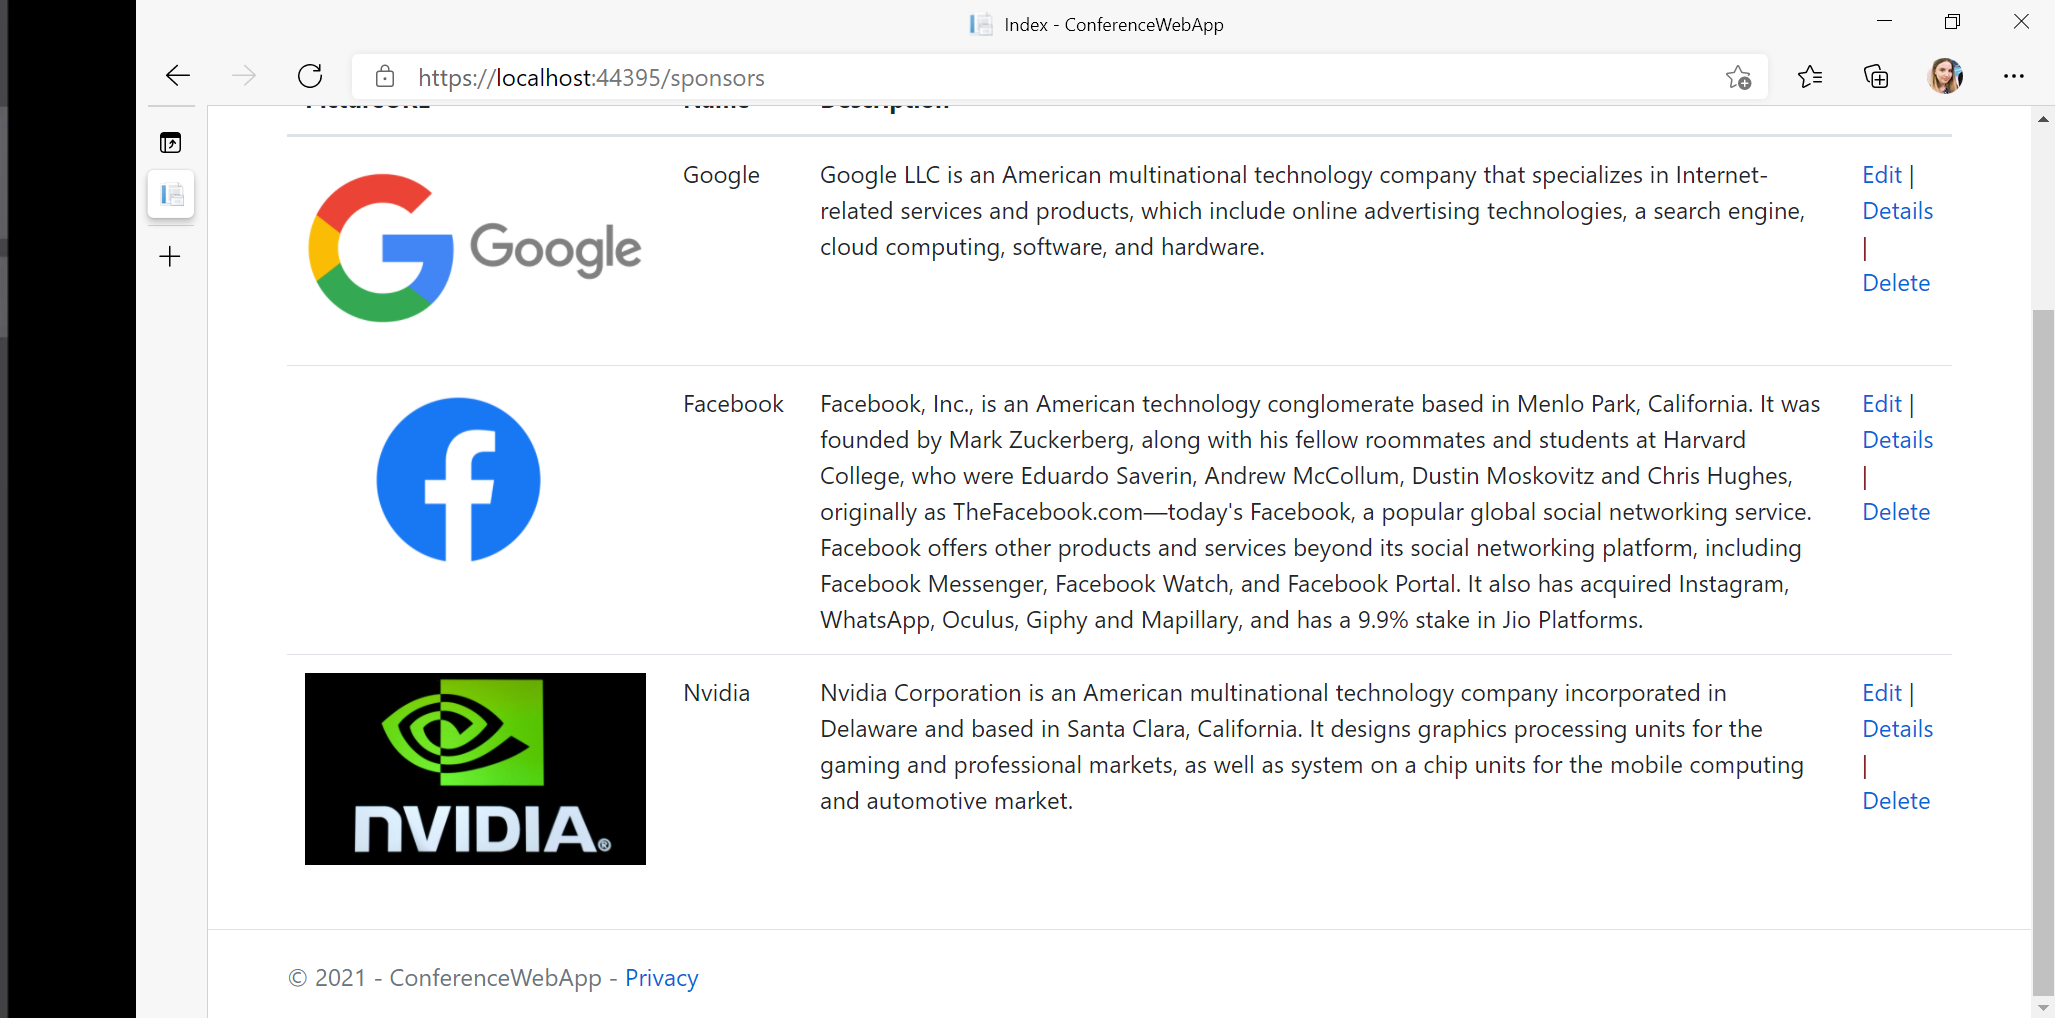 Index - ConferenceWebApp
https://localhost:44395/sponsors
Name Description
Google
Google
Google LLC is an American multinational technology company that specializes in Internet-
related services and products, which include online advertising technologies, a search engine,
cloud computing, software, and hardware.
Edit |
Details
|
Delete
f
Facebook
Facebook, Inc., is an American technology conglomerate based in Menlo Park, California. It was
founded by Mark Zuckerberg, along with his fellow roommates and students at Harvard
College, who were Eduardo Saverin, Andrew McCollum, Dustin Moskovitz and Chris Hughes,
originally as TheFacebook.com—today's Facebook, a popular global social networking service.
Facebook offers other products and services beyond its social networking platform, including
Facebook Messenger, Facebook Watch, and Facebook Portal. It also has acquired Instagram,
WhatsApp, Oculus, Giphy and Mapillary, and has a 9.9% stake in Jio Platforms.
Edit |
Details
|
Delete
NVIDIA®
Nvidia
Nvidia Corporation is an American multinational technology company incorporated in
Delaware and based in Santa Clara, California. It designs graphics processing units for the
gaming and professional markets, as well as system on a chip units for the mobile computing
and automotive market.
Edit |
Details
|
Delete
© 2021 - ConferenceWebApp - Privacy